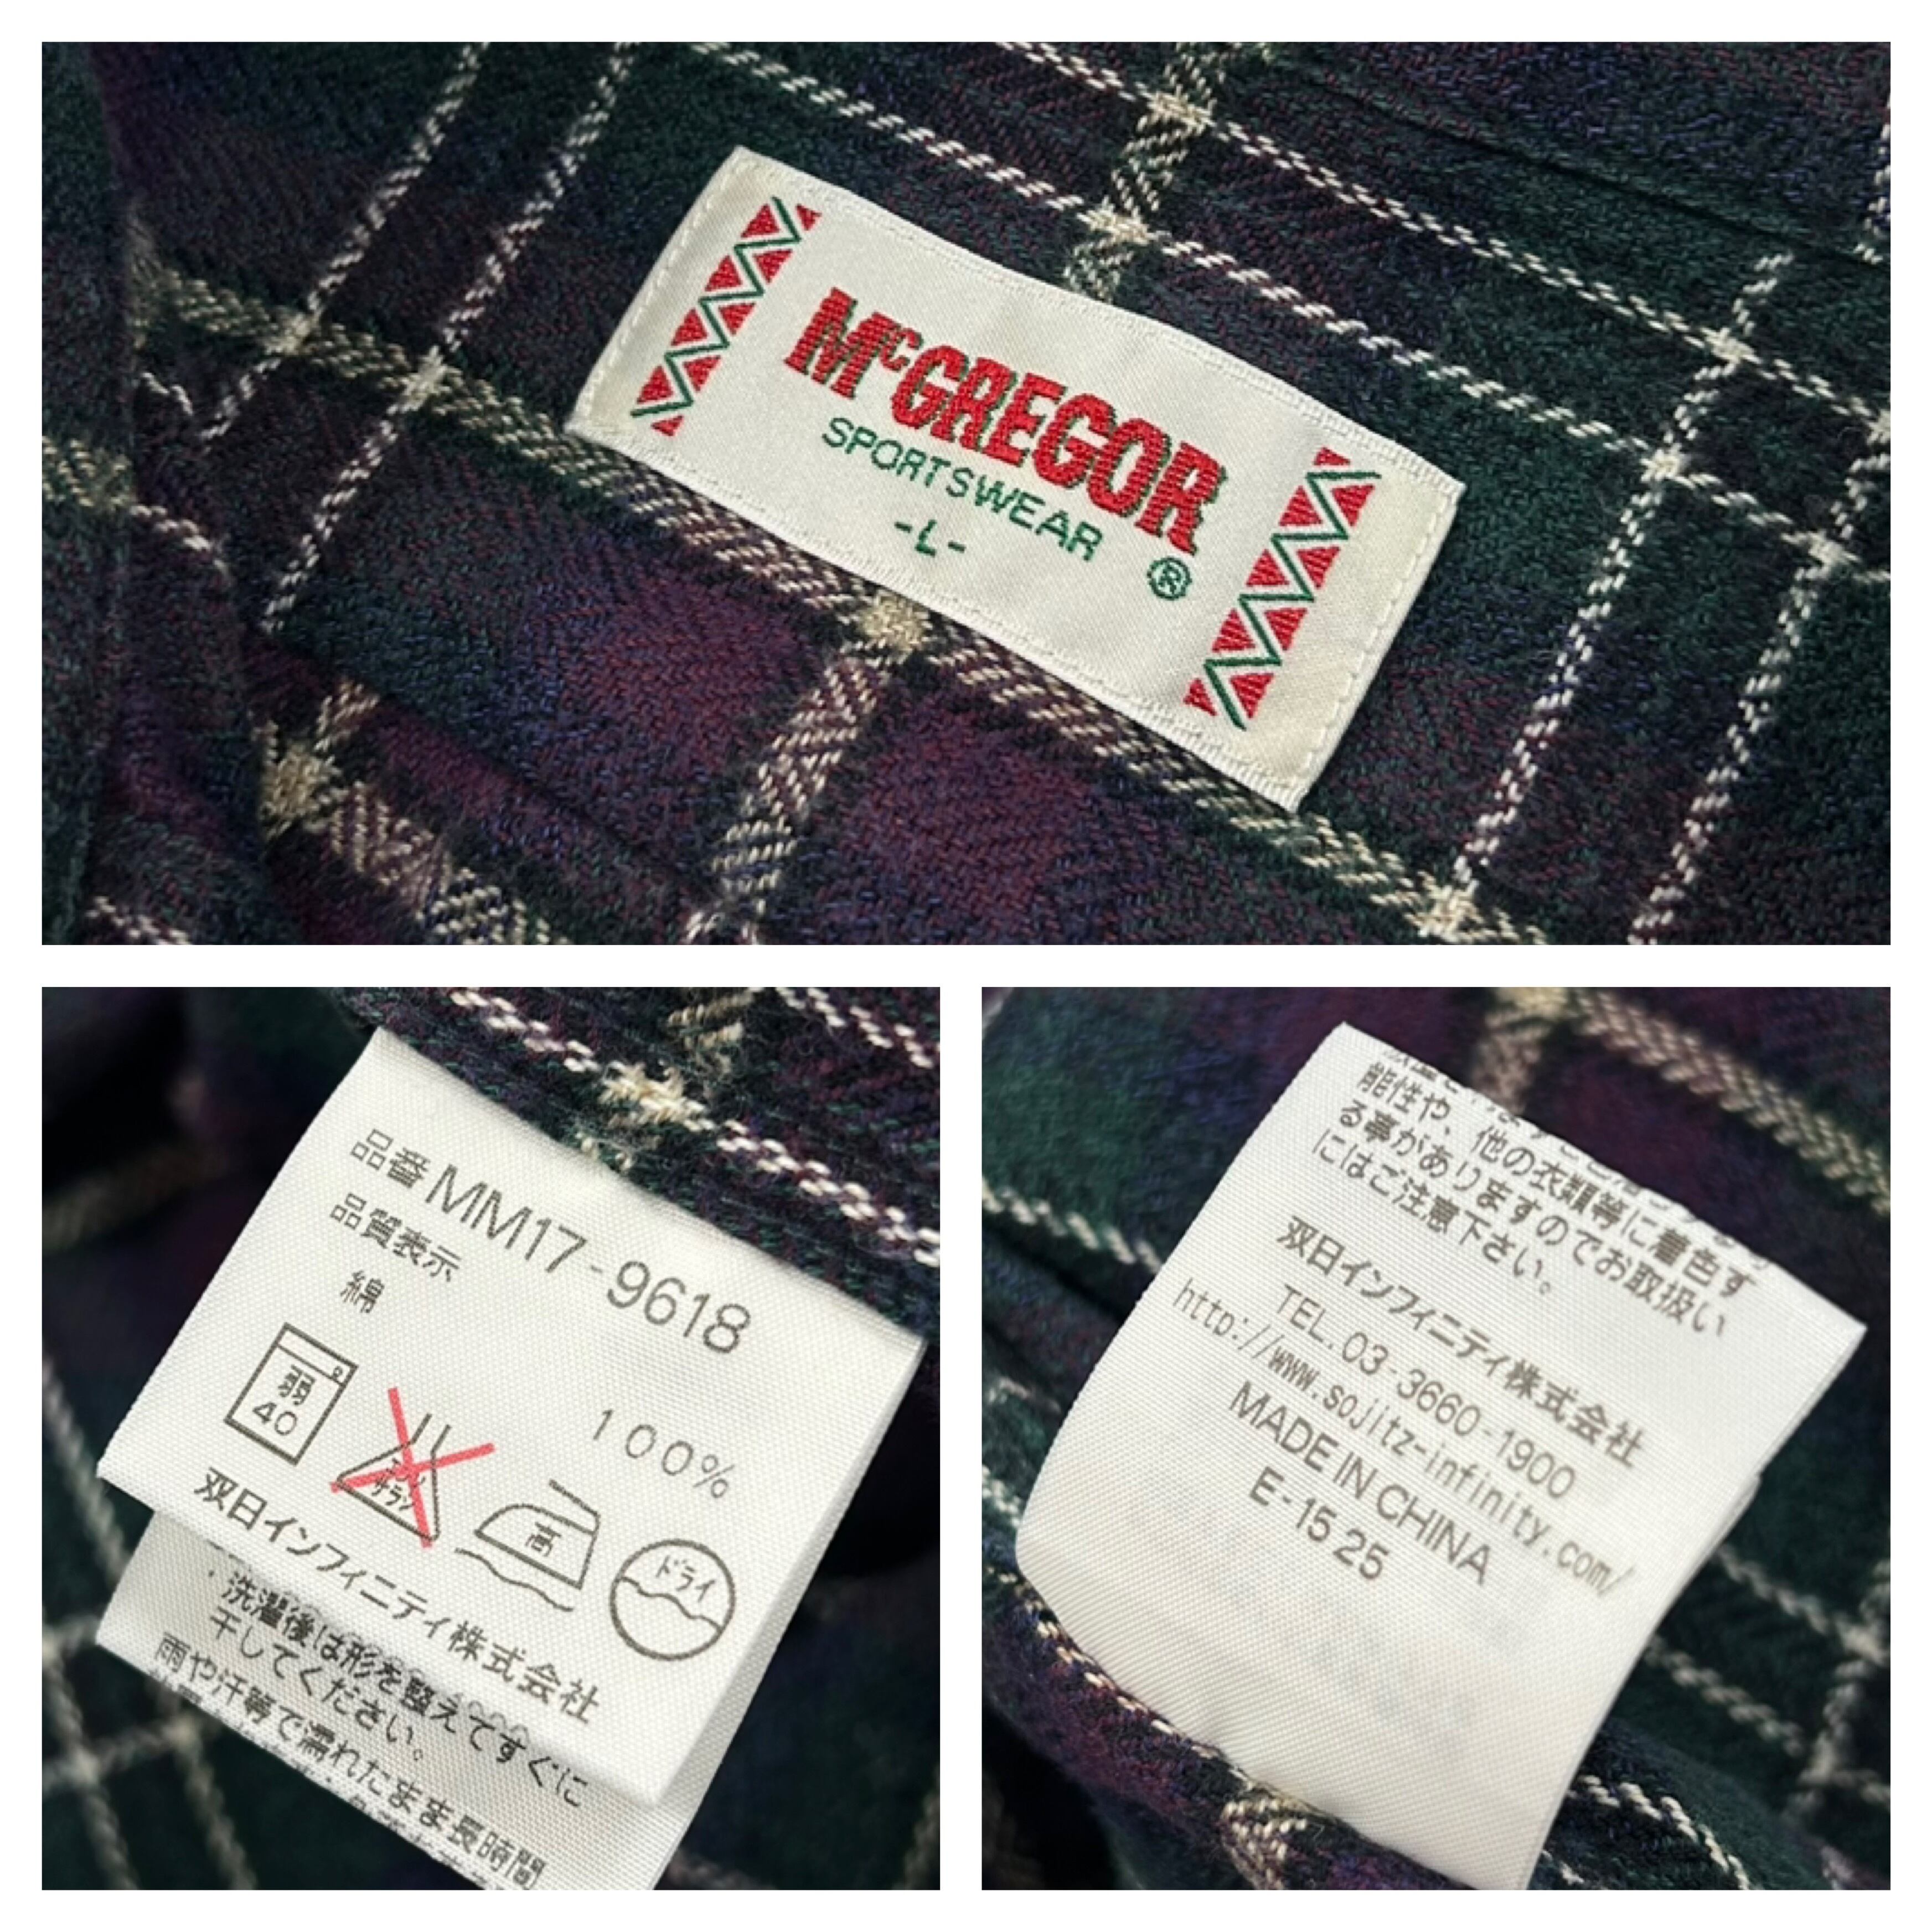 McGREGOR
SPORTSWEAR
-L-
®
品番 MM17-9618
品質表示
綿 100%
弱
40
エンソ
サラシ
高
ドライ
双日インフィニティ株式会社
・洗濯後は形を整えてすぐに
干してください。
雨や汗等で濡れたまま長時間
能性や、他の衣類等に着色す
る事がありますのでお取扱い
にはご注意下さい。
双日インフィニティ株式会社
TEL.03-3660-1900
http://www.sojitz-infinity.com/
MADE IN CHINA
E-15 25